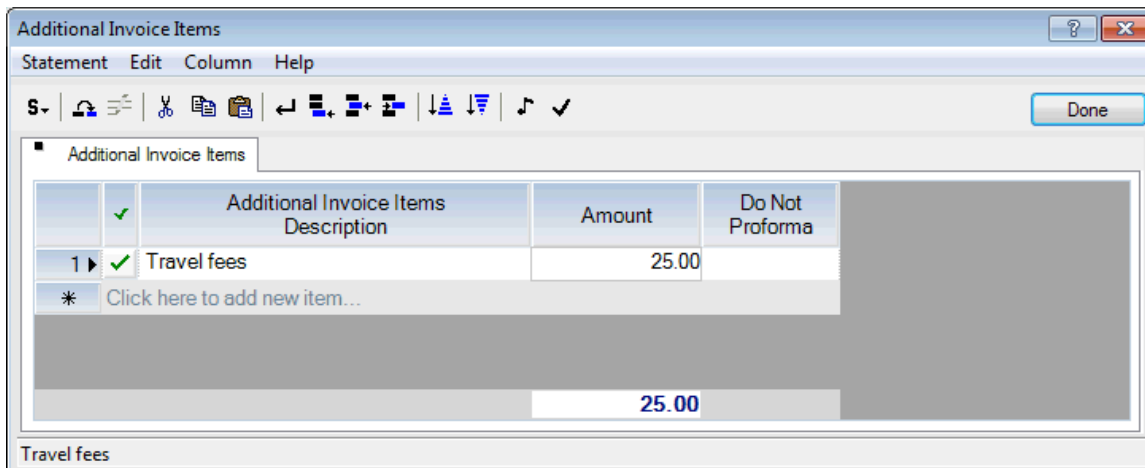 Additional Invoice Items
Statement Edit Column Help
S
Done
Additional Invoice Items
Additional Invoice Items Description Amount Do Not Proforma
1 Travel fees 25.00
Click here to add new item...
25.00
Travel fees